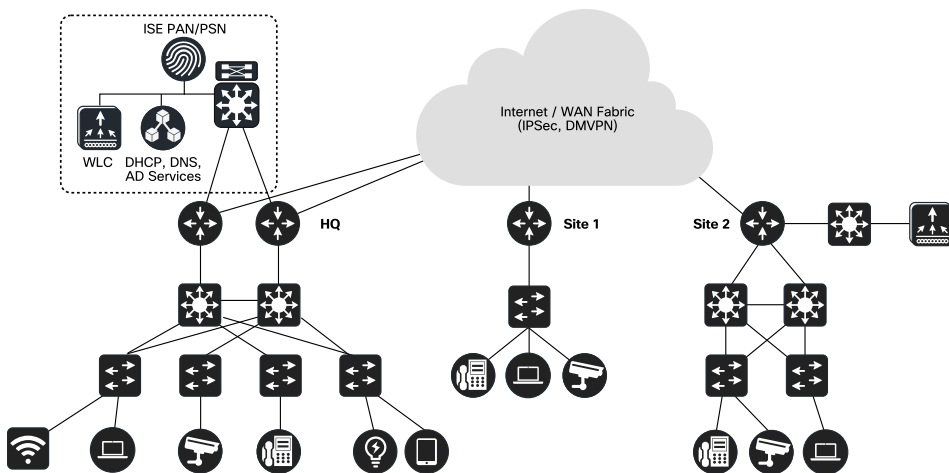 ISE PAN/PSN
WLC
DHCP, DNS,
AD Services
Internet / WAN Fabric
(IPSec, DMVPN)
HQ
Site 1
Site 2